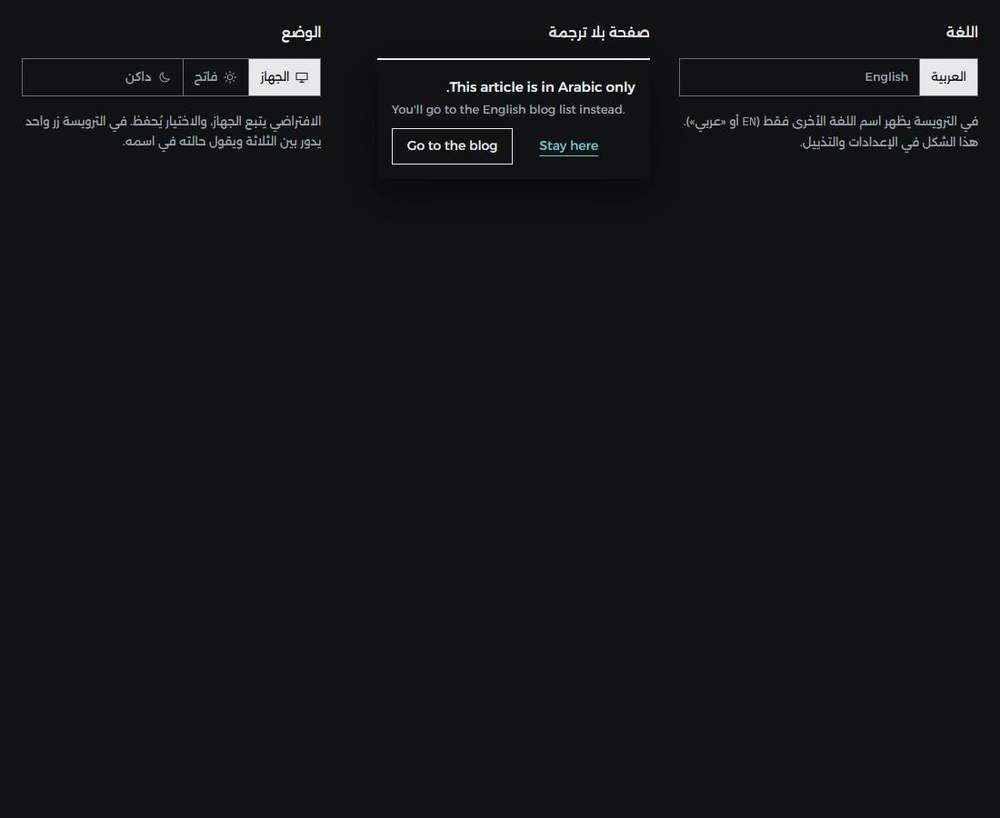 اللغة
العربية
English
في الترويسة يظهر اسم اللغة الأخرى فقط (EN أو «عربي»).
هذا الشكل في الإعدادات والتذييل.
صفحة بلا ترجمة
This article is in Arabic only.
You'll go to the English blog list instead.
Go to the blog
Stay here
الوضع
الجهاز
فاتح
داكن
الافتراضي يتبع الجهاز، والاختيار يُحفظ. في الترويسة زر واحد
يدور بين الثلاثة ويقول حالته في اسمه.